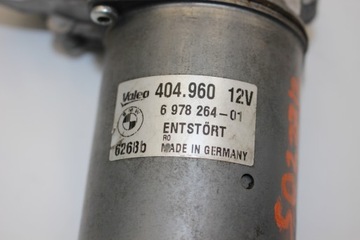 Valeo 404.960 12V
6 978 264-01
ENTSTÖRT
RO
6268b MADE IN GERMANY